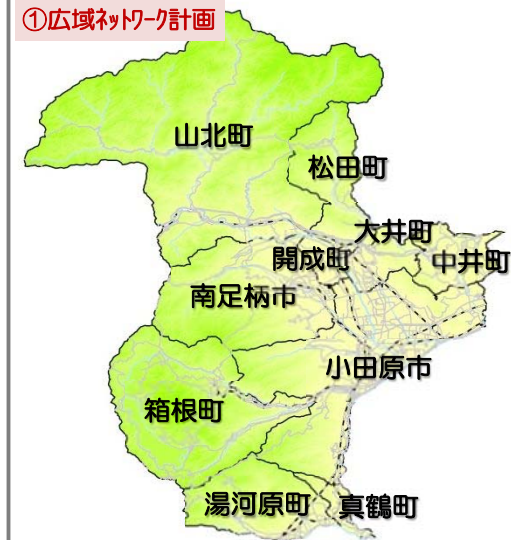 ①広域ﾈｯﾄﾜｰｸ計画
山北町
松田町
大井町
開成町
中井町
南足柄市
小田原市
箱根町
湯河原町
真鶴町